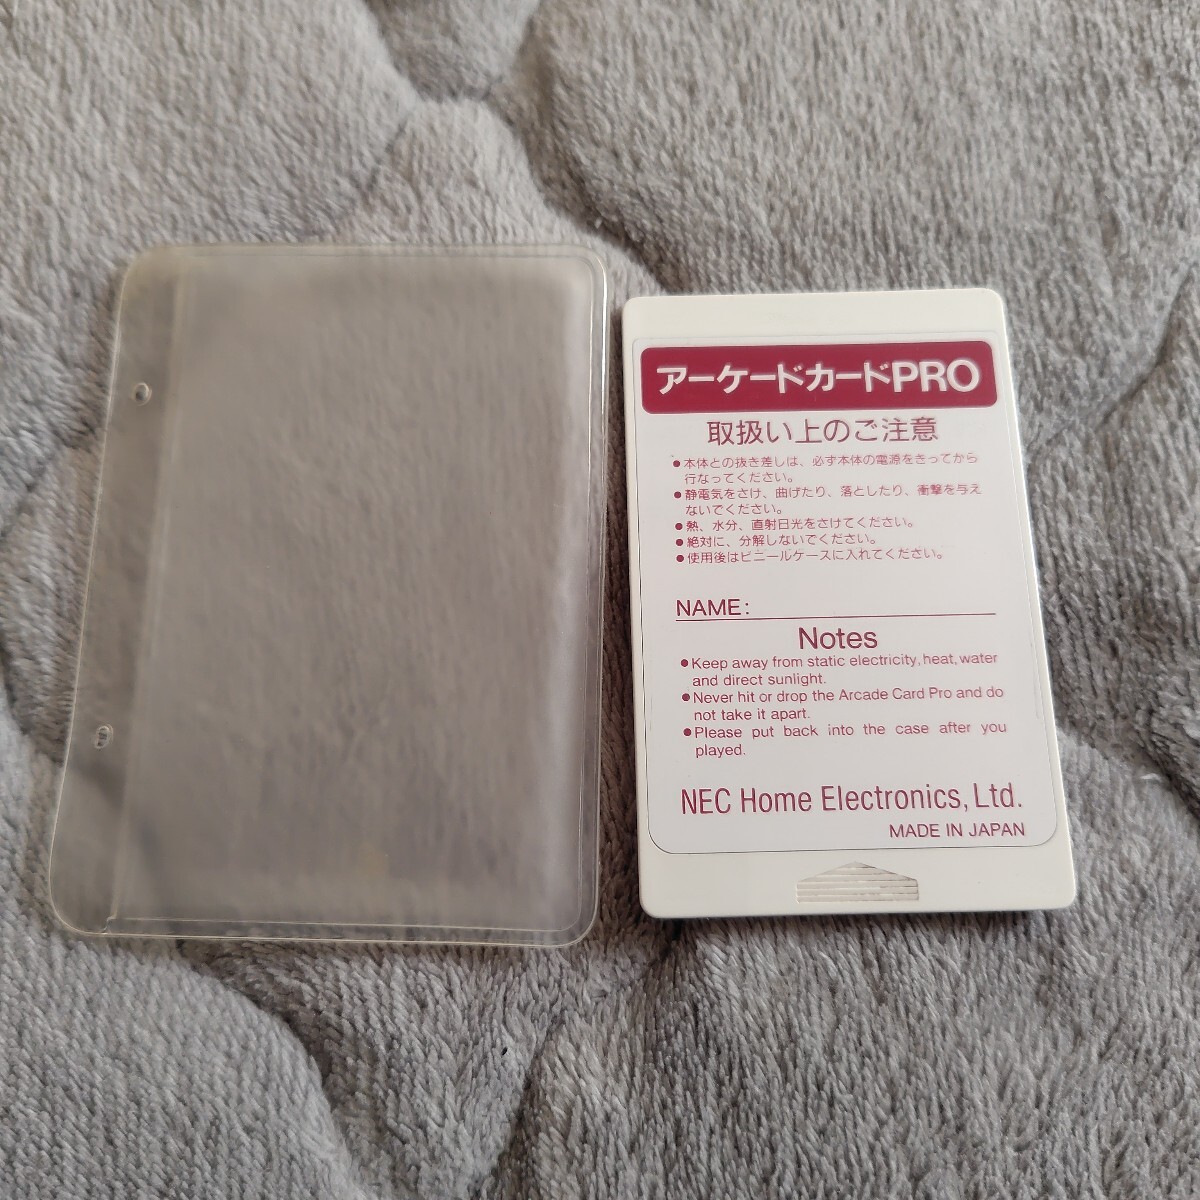 アーケードカードPRO
取扱い上のご注意
●本体との抜き差しは、必ず本体の電源をきってから
行なってください。
●静電気をさけ、曲げたり、落としたり、衝撃を与え
ないでください。
●熱、水分、直射日光をさけてください。
●絶対に、分解しないでください。
●使用後はビニールケースに入れてください。
NAME:
Notes
●Keep away from static electricity, heat, water
and direct sunlight.
●Never hit or drop the Arcade Card Pro and do
not take it apart.
●Please put back into the case after you
played.
NEC Home Electronics, Ltd.
MADE IN JAPAN